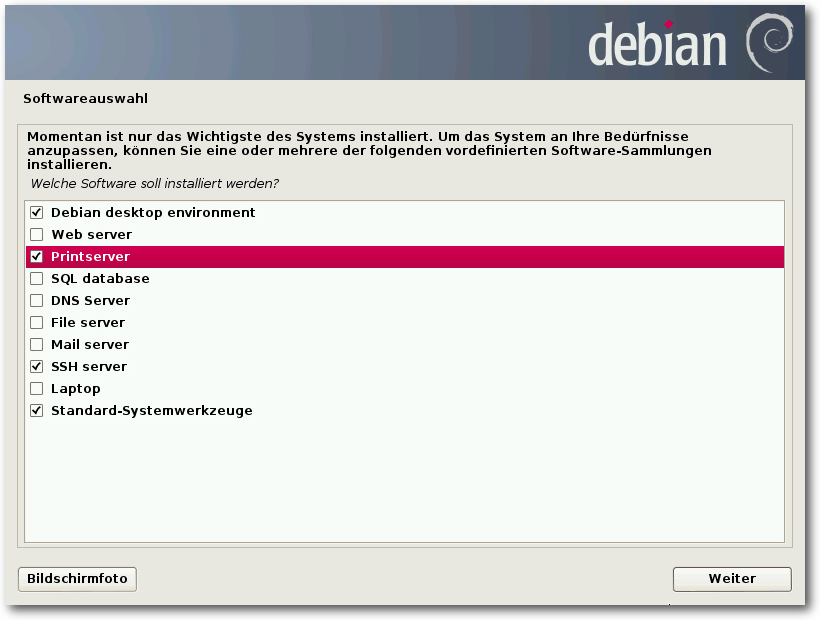 debian
Softwareauswahl
Momentan ist nur das Wichtigste des Systems installiert. Um das System an Ihre Bedürfnisse
anzupassen, können Sie eine oder mehrere der folgenden vordefinierten Software-Sammlungen
installieren.
Welche Software soll installiert werden?
Debian desktop environment
Web server
Printserver
SQL database
DNS Server
File server
Mail server
SSH server
Laptop
Standard-Systemwerkzeuge
Bildschirmfoto
Weiter